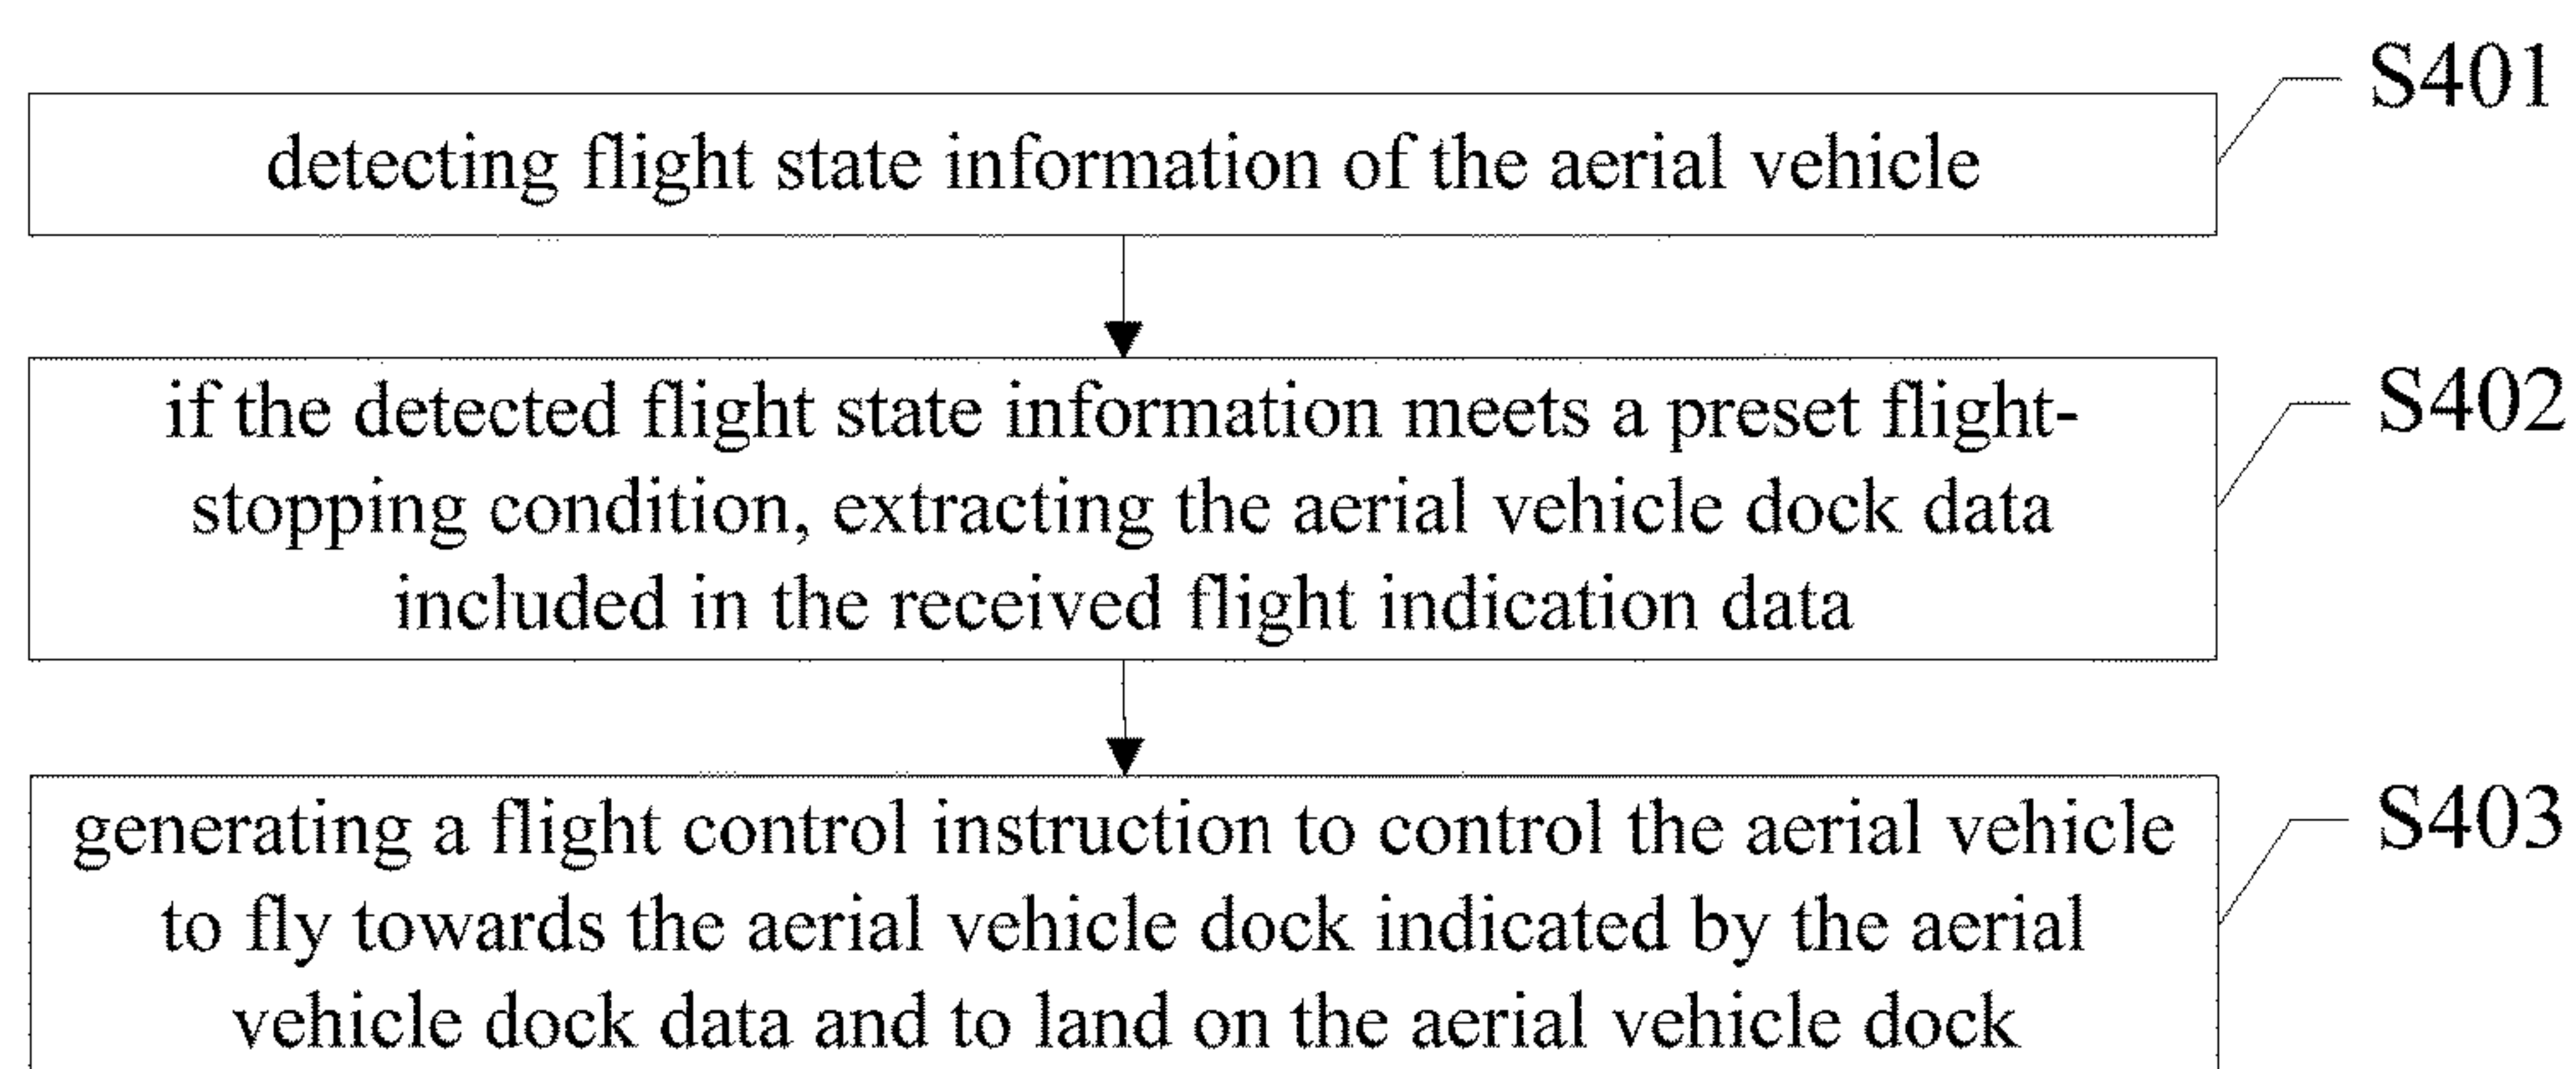 S401
detecting flight state information of the aerial vehicle
S402
if the detected flight state information meets a preset flight-
stopping condition, extracting the aerial vehicle dock data
included in the received flight indication data
S403
generating a flight control instruction to control the aerial vehicle
to fly towards the aerial vehicle dock indicated by the aerial
vehicle dock data and to land on the aerial vehicle dock